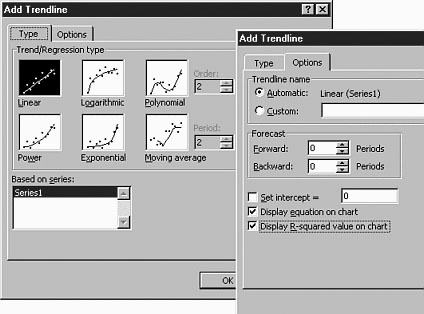 Add Trendline
Type
Options
Trend/Regression type
Linear
Logarithmic
Polynomial
Order:
2
Power
Exponential
Moving average
Period:
2
Based on series:
Series1
OK
Add Trendline
Type
Options
Trendline name
Automatic: Linear (Series1)
Custom:
Forecast
Forward: 0 Periods
Backward: 0 Periods
Set intercept = 0
Display equation on chart
Display R-squared value on chart